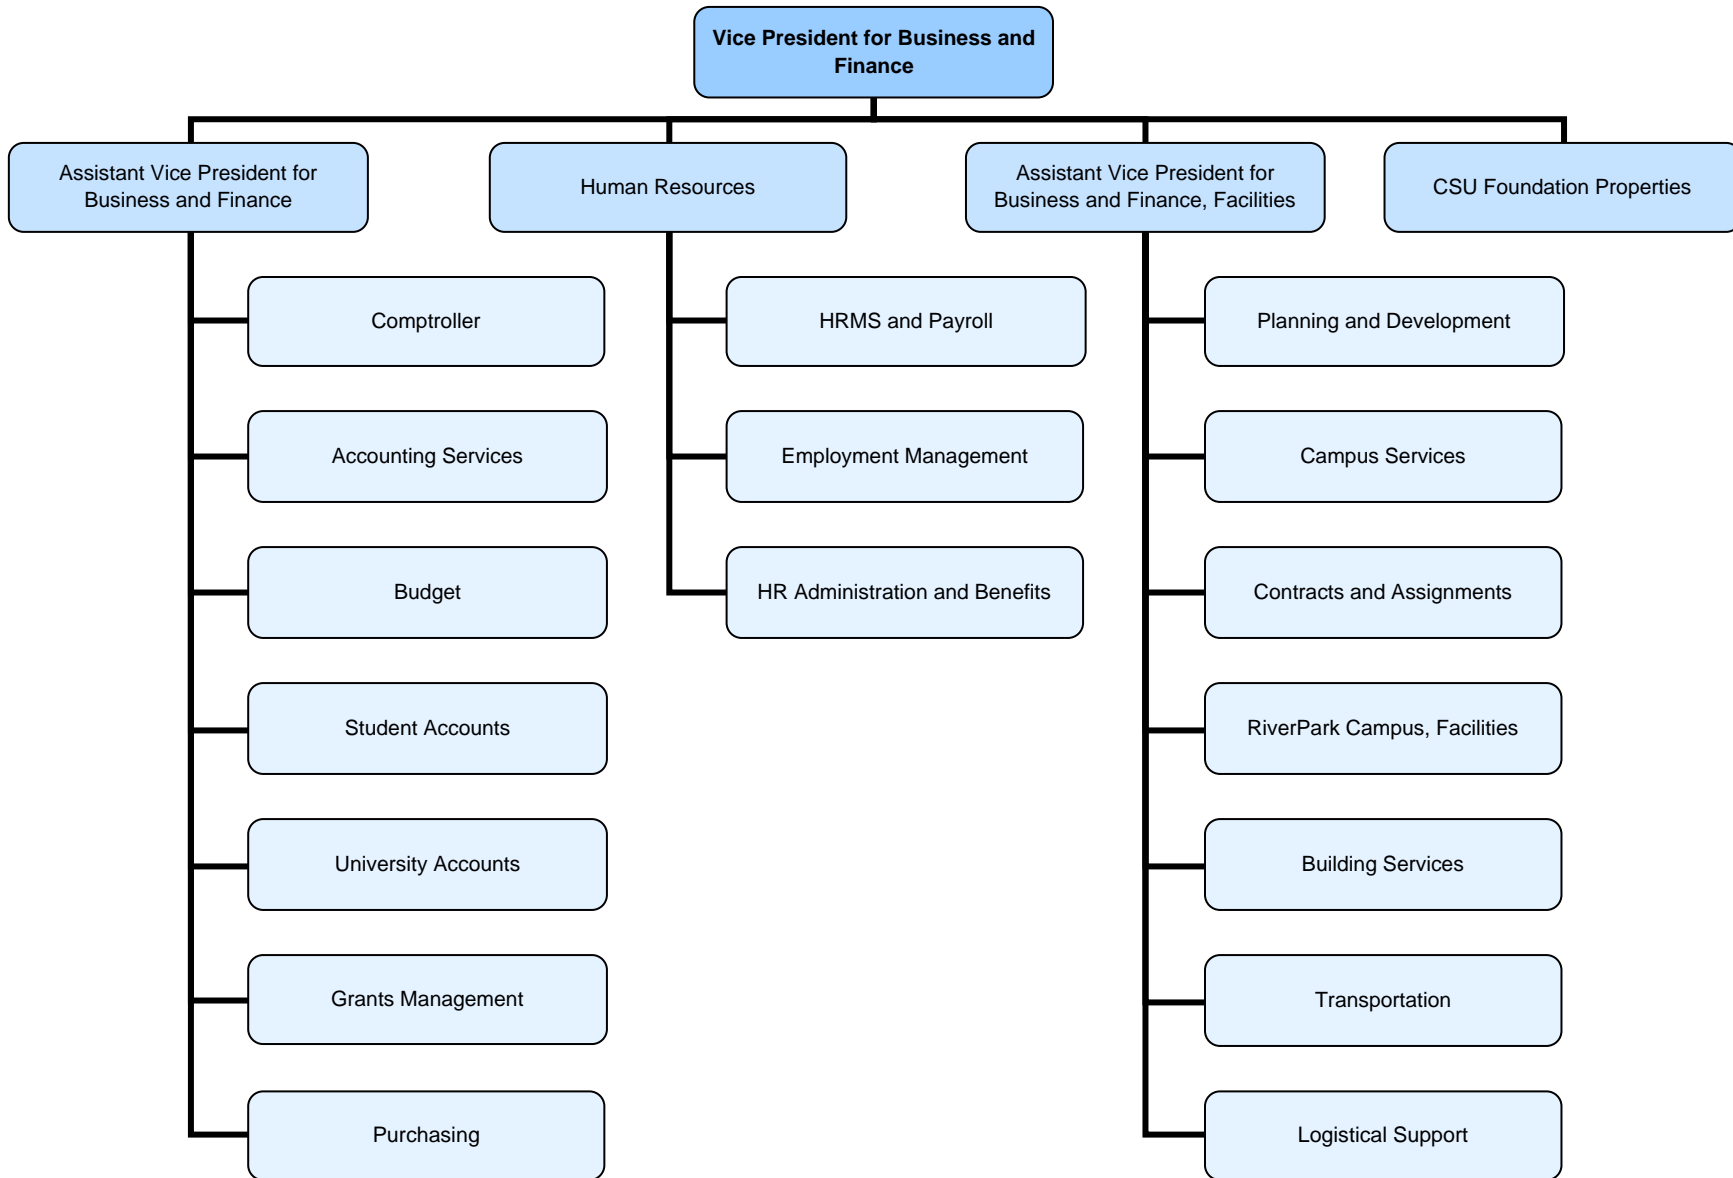 Vice President for Business and
Finance
Assistant Vice President for
Business and Finance
Human Resources
Assistant Vice President for
Business and Finance, Facilities
CSU Foundation Properties
Comptroller
HRMS and Payroll
Planning and Development
Accounting Services
Employment Management
Campus Services
Budget
HR Administration and Benefits
Contracts and Assignments
Student Accounts
RiverPark Campus, Facilities
University Accounts
Building Services
Grants Management
Transportation
Purchasing
Logistical Support